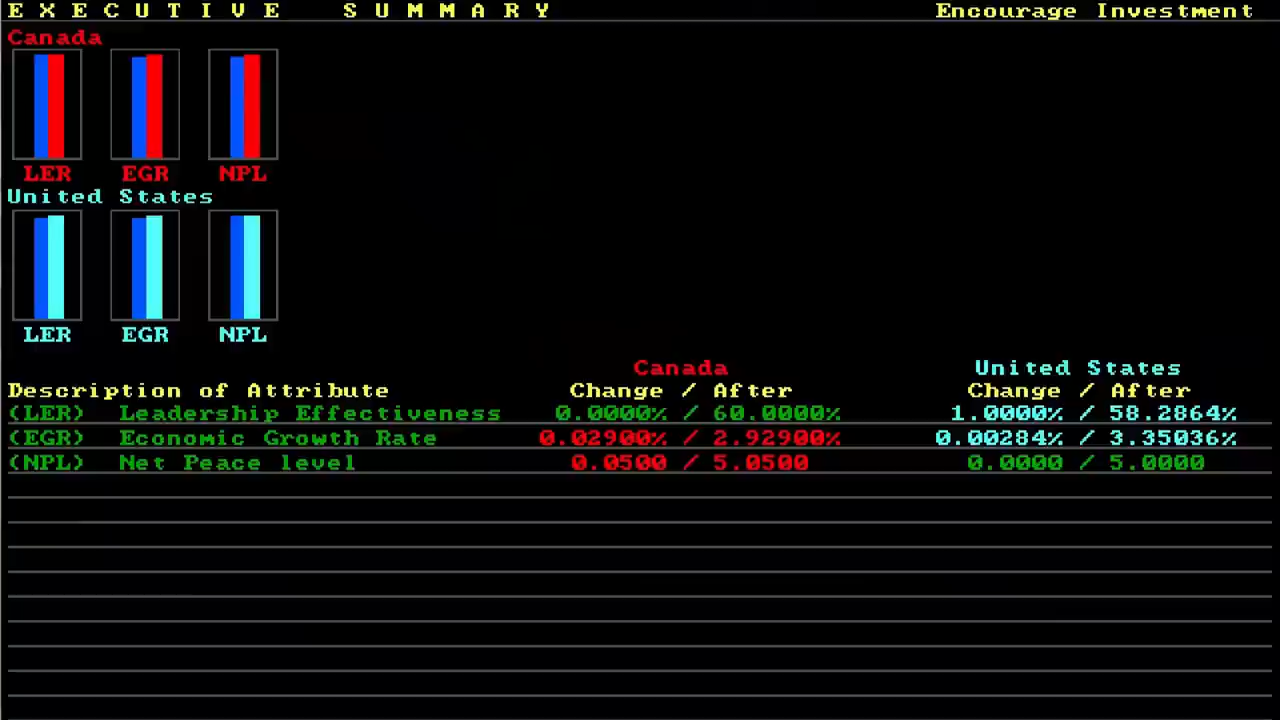 EXECUTIVE SUMMARY Encourage Investment
Canada
LER EGR NPL
United States
LER EGR NPL
Canada United States
Description of Attribute Change / After Change / After
(LER) Leadership Effectiveness 0.0000% / 60.0000% 1.0000% / 58.2864%
(EGR) Economic Growth Rate 0.02900% / 2.92900% 0.00284% / 3.35036%
(NPL) Net Peace level 0.0500 / 5.0500 0.0000 / 5.0000